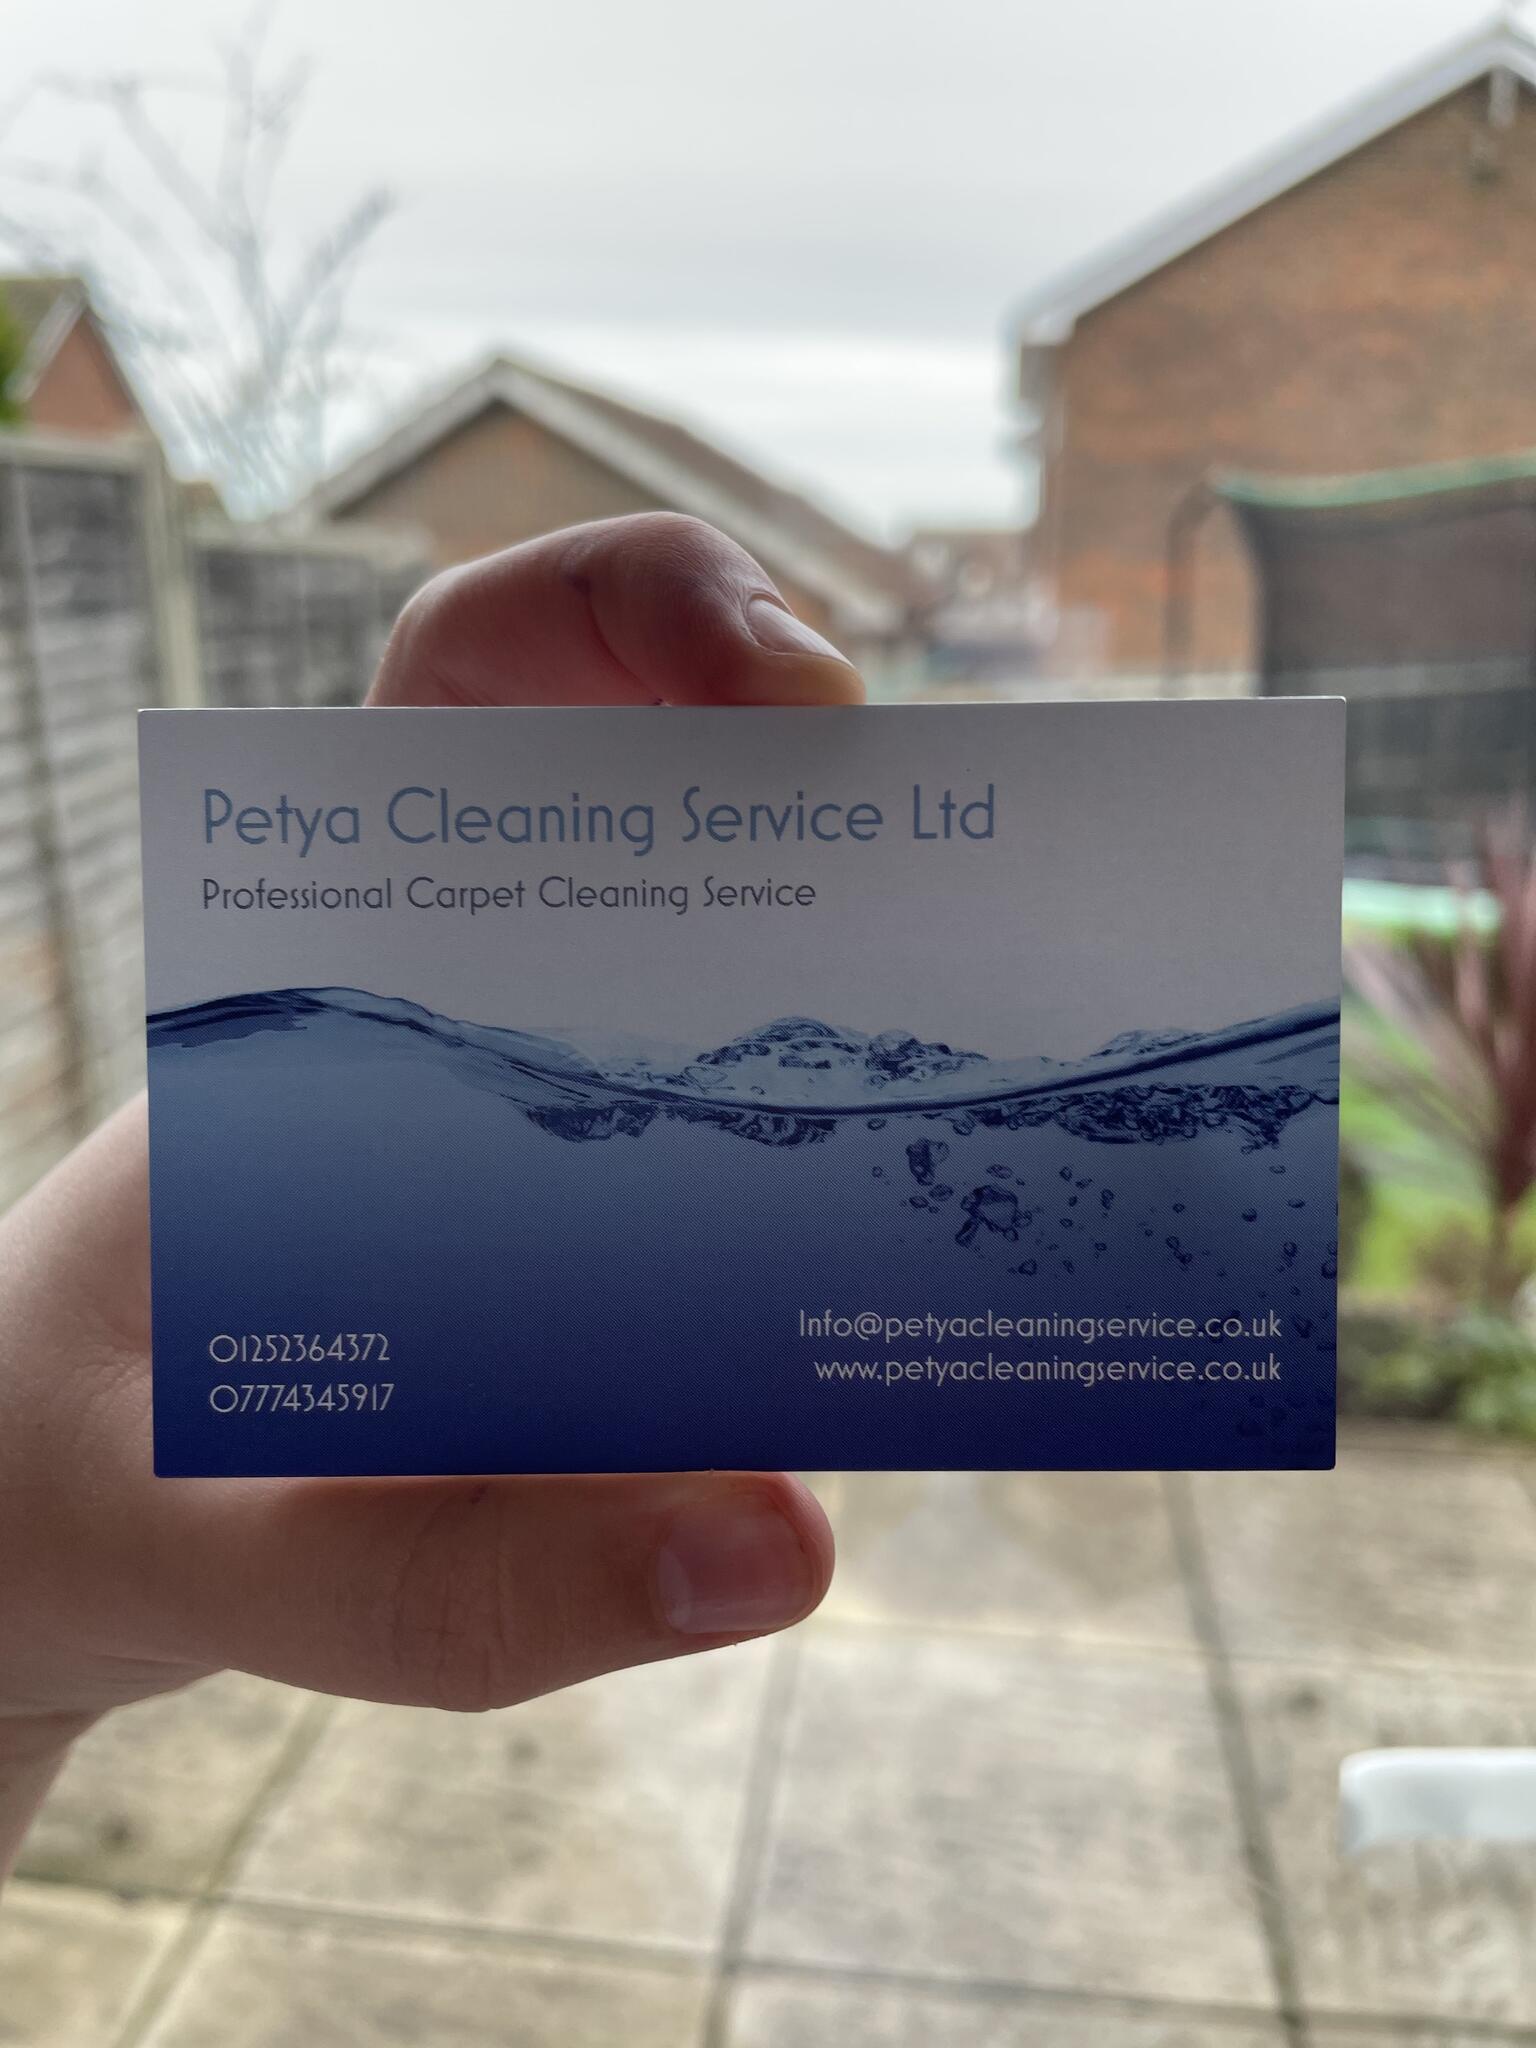 Petya Cleaning Service Ltd
Professional Carpet Cleaning Service
01252364372
07774345917
Info@petyacleaningservice.co.uk
www.petyacleaningservice.co.uk